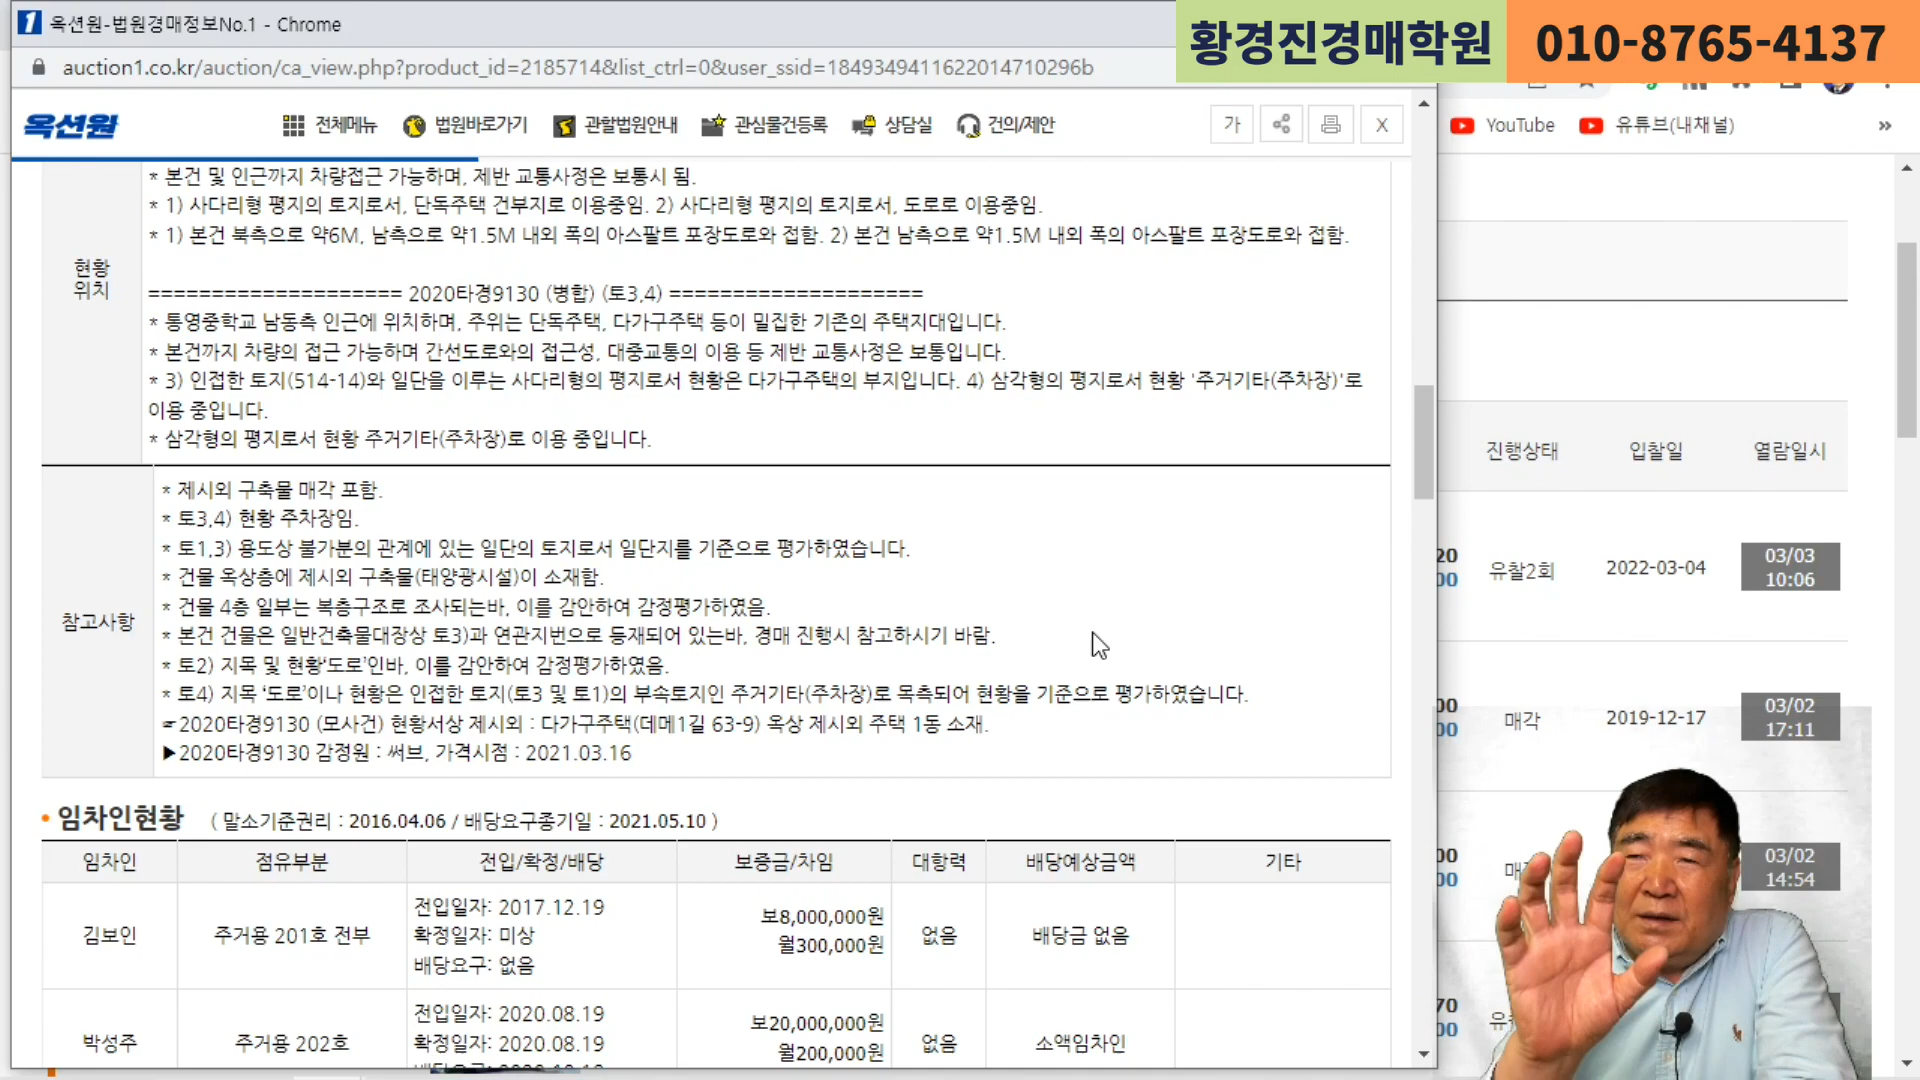 옥션원-법원경매정보No.1 - Chrome
황경진경매학원
010-8765-4137
auction1.co.kr/auction/ca_view.php?product_id=2185714&list_ctrl=0&user_ssid=1849349411622014710296b
옥션원
전체메뉴
법원바로가기
관할법원안내
관심물건등록
상담실
건의/제안
가
X
YouTube
유튜브(내채널)
»
현황
위치
* 본건 및 인근까지 차량접근 가능하며, 제반 교통사정은 보통시 됨.
* 1) 사다리형 평지의 토지로서, 단독주택 건부지로 이용중임. 2) 사다리형 평지의 토지로서, 도로로 이용중임.
* 1) 본건 북측으로 약6M, 남측으로 약1.5M 내외 폭의 아스팔트 포장도로와 접함. 2) 본건 남측으로 약1.5M 내외 폭의 아스팔트 포장도로와 접함.
==================== 2020타경9130 (병합) (토3,4) ====================
* 통영중학교 남동측 인근에 위치하며, 주위는 단독주택, 다가구주택 등이 밀집한 기존의 주택지대입니다.
* 본건까지 차량의 접근 가능하며 간선도로와의 접근성, 대중교통의 이용 등 제반 교통사정은 보통입니다.
* 3) 인접한 토지(514-14)와 일단을 이루는 사다리형의 평지로서 현황은 다가구주택의 부지입니다. 4) 삼각형의 평지로서 현황 '주거기타(주차장)'로
이용 중입니다.
* 삼각형의 평지로서 현황 주거기타(주차장)로 이용 중입니다.
참고사항
* 제시외 구축물 매각 포함.
* 토3,4) 현황 주차장임.
* 토1,3) 용도상 불가분의 관계에 있는 일단의 토지로서 일단지를 기준으로 평가하였습니다.
* 건물 옥상층에 제시외 구축물(태양광시설)이 소재함.
* 건물 4층 일부는 복층구조로 조사되는바, 이를 감안하여 감정평가하였음.
* 본건 건물은 일반건축물대장상 토3)과 연관지번으로 등재되어 있는바, 경매 진행시 참고하시기 바람.
* 토2) 지목 및 현황‘도로’인바, 이를 감안하여 감정평가하였음.
* 토4) 지목 ‘도로’이나 현황은 인접한 토지(토3 및 토1)의 부속토지인 주거기타(주차장)로 목측되어 현황을 기준으로 평가하였습니다.
☞2020타경9130 (모사건) 현황서상 제시외 : 다가구주택(데메1길 63-9) 옥상 제시외 주택 1동 소재.
▶2020타경9130 감정원 : 써브, 가격시점 : 2021.03.16
• 임차인현황 ( 말소기준권리 : 2016.04.06 / 배당요구종기일 : 2021.05.10 )
임차인 점유부분 전입/확정/배당 보증금/차임 대항력 배당예상금액 기타
김보인 주거용 201호 전부
전입일자: 2017.12.19
확정일자: 미상
배당요구: 없음
보8,000,000원
월300,000원
없음 배당금 없음
박성주 주거용 202호
전입일자: 2020.08.19
확정일자: 2020.08.19
보20,000,000원
월200,000원
없음 소액임차인
진행상태 입찰일 열람일시
20
00
유찰2회 2022-03-04
03/03
10:06
00
00
매각 2019-12-17
03/02
17:11
00
00
03/02
14:54
70
00